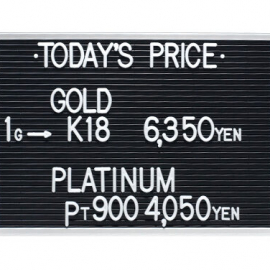 ·TODAY'S PRICE·
GOLD
1G→ K18 6,350YEN
PLATINUM
PT900 4,050YEN